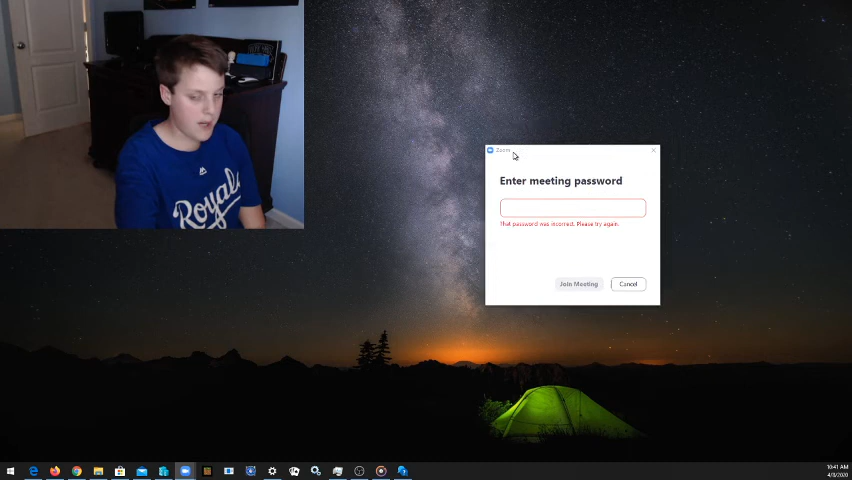 Royals
Zoom
Enter meeting password
That password was incorrect. Please try again.
Join Meeting
Cancel
10:41 AM
4/8/2020